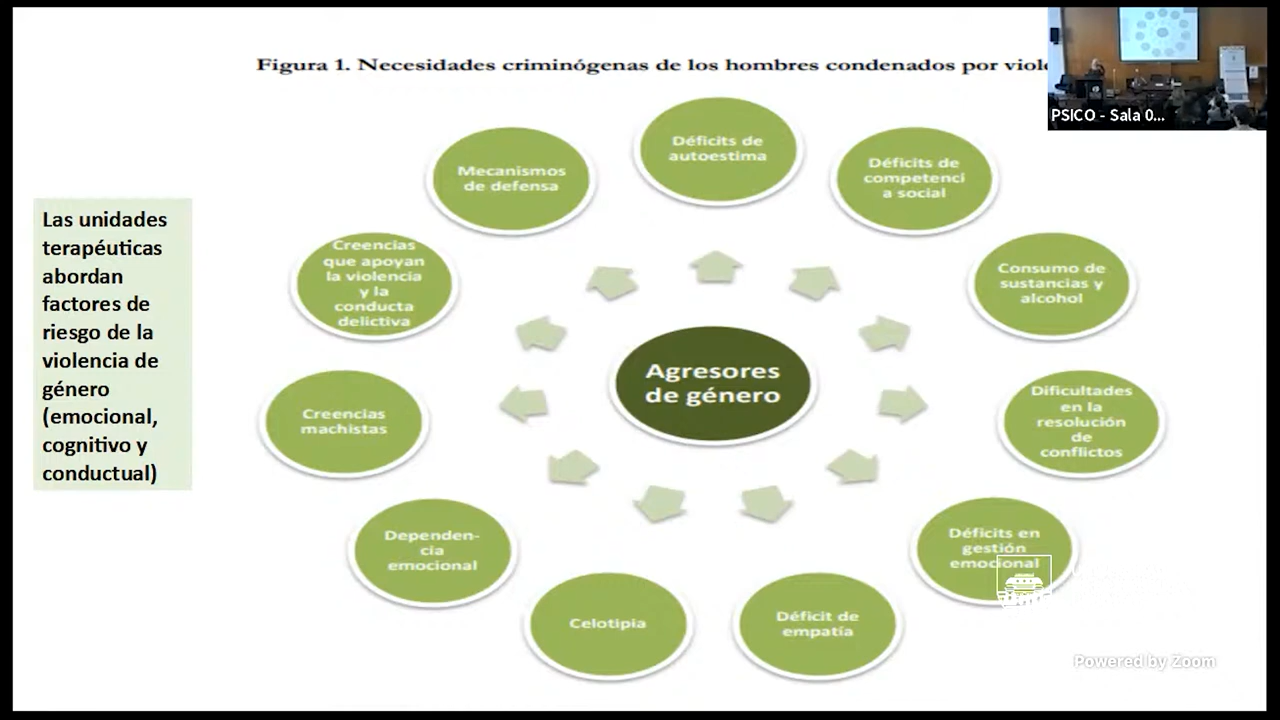 Figura 1. Necesidades criminógenas de los hombres condenados por
PSICO - Sala 0...
Las unidades
terapéuticas
abordan
factores de
riesgo de la
violencia de
género
(emocional,
cognitivo y
conductual)
Agresores
de género
Déficits de
autoestima
Déficits de
competenci
a social
Consumo de
sustancias y
alcohol
Dificultades
en la
resolución
de
conflictos
Déficits en
gestión
emocional
Déficit de
empatía
Celotipia
Dependen-
cia
emocional
Creencias
machistas
Creencias
que apoyan
la violencia
y la
conducta
delictiva
Mecanismos
de defensa
Powered by Zoom